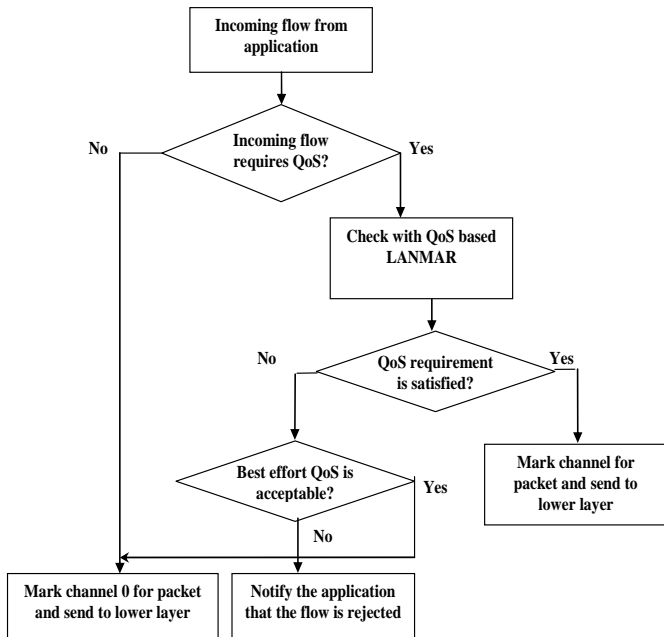 Incoming flow from
application
Incoming flow
requires QoS?
No
Yes
Check with QoS based
LANMAR
QoS requirement
is satisfied?
No
Yes
Best effort QoS is
acceptable?
Yes
No
Mark channel for
packet and send to
lower layer
Mark channel 0 for packet
and send to lower layer
Notify the application
that the flow is rejected